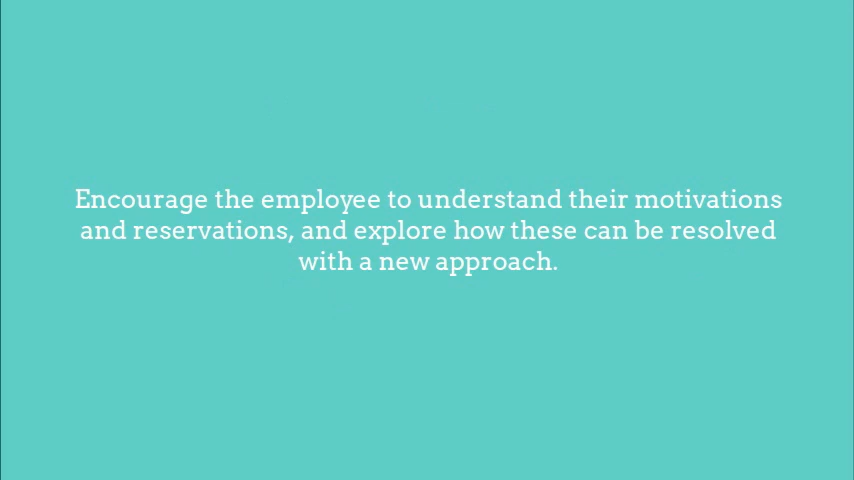 Encourage the employee to understand their motivations
and reservations, and explore how these can be resolved
with a new approach.